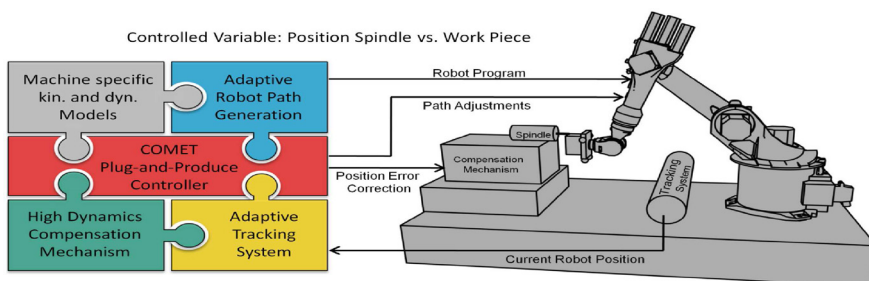 Controlled Variable: Position Spindle vs. Work Piece
Machine specific
kin. and dyn.
Models
Adaptive
Robot Path
Generation
COMET
Plug-and-Produce
Controller
High Dynamics
Compensation
Mechanism
Adaptive
Tracking
System
Robot Program
Path Adjustments
Position Error
Correction
Spindle
Compensation
Mechanism
Tracking
System
Current Robot Position